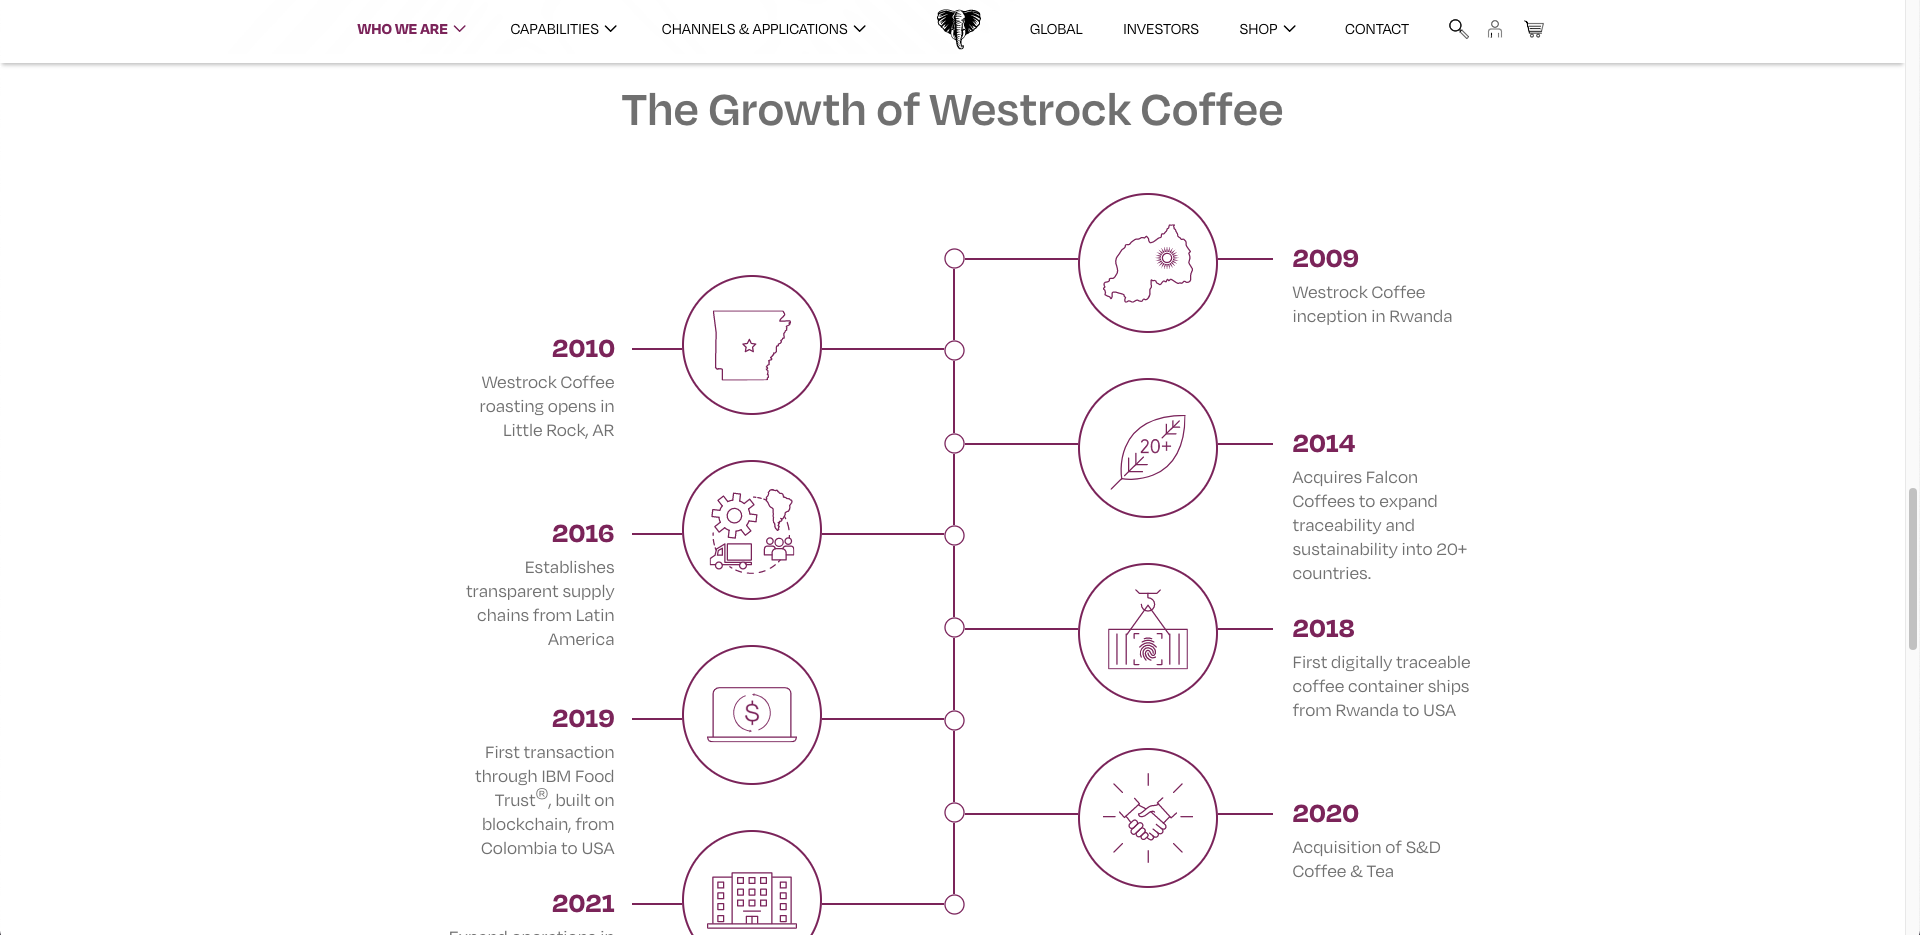 WHO WE ARE
CAPABILITIES
CHANNELS & APPLICATIONS
GLOBAL
INVESTORS
SHOP
CONTACT
The Growth of Westrock Coffee
2009
Westrock Coffee
inception in Rwanda
2010
Westrock Coffee
roasting opens in
Little Rock, AR
20+
2014
Acquires Falcon
Coffees to expand
traceability and
sustainability into 20+
countries.
2016
Establishes
transparent supply
chains from Latin
America
2018
First digitally traceable
coffee container ships
from Rwanda to USA
$
2019
First transaction
through IBM Food
Trust®, built on
blockchain, from
Colombia to USA
2020
Acquisition of S&D
Coffee & Tea
2021
Expand operations in